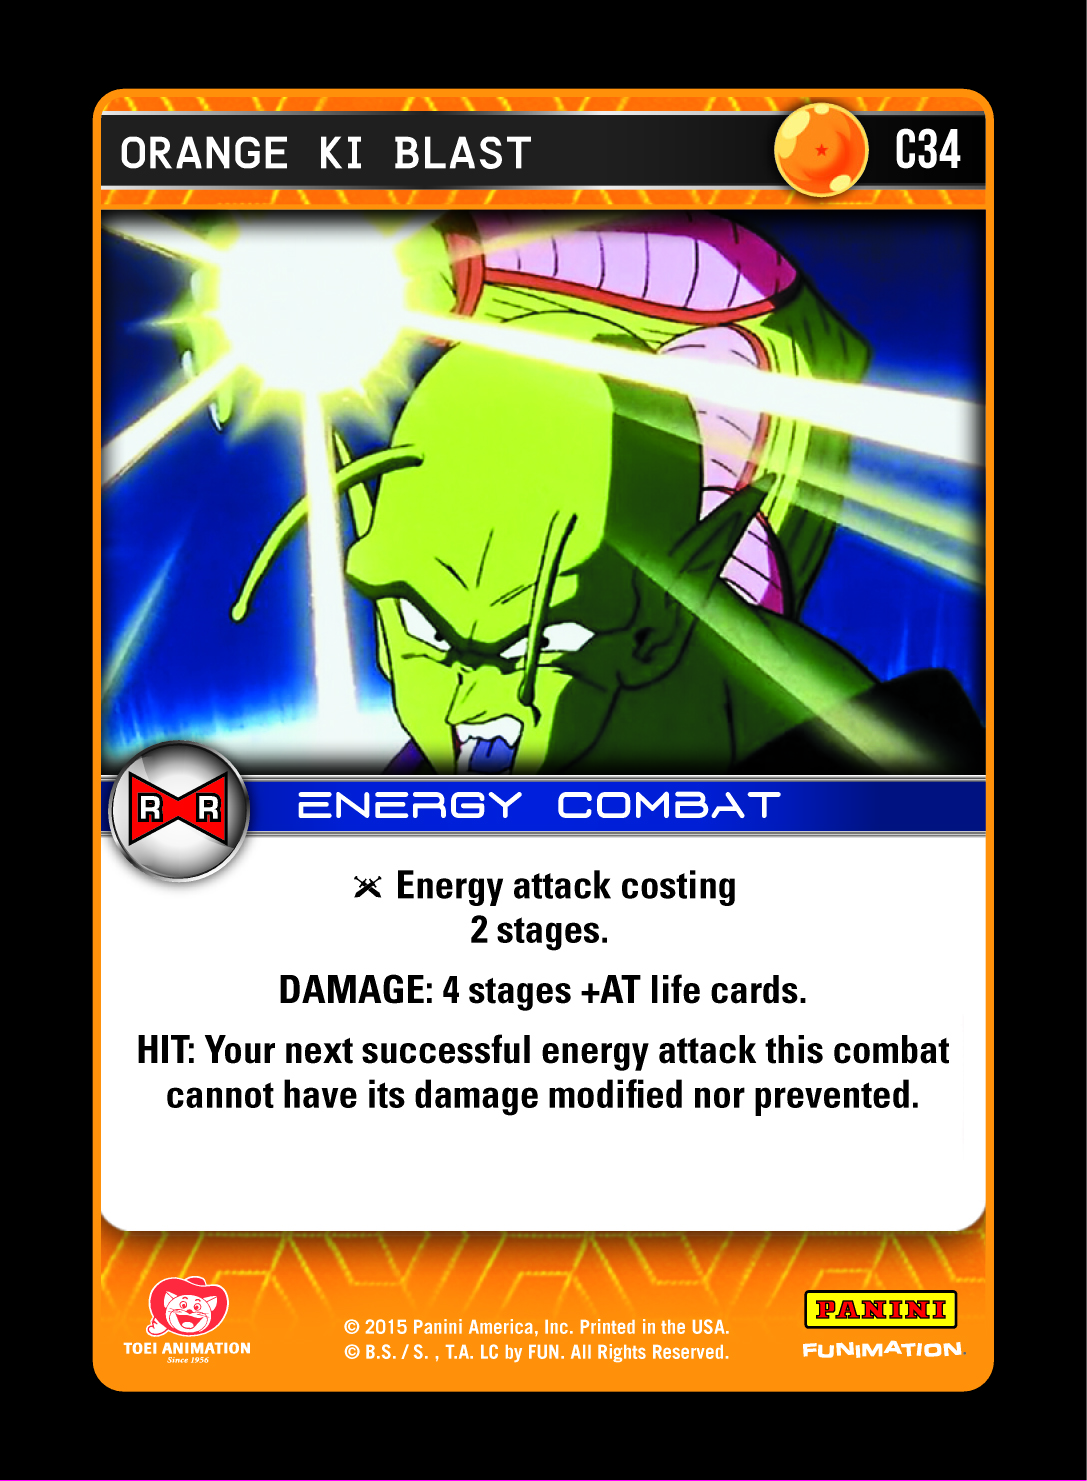 ORANGE KI BLAST
C34
R R
ENERGY COMBAT
Energy attack costing
2 stages.
DAMAGE: 4 stages +AT life cards.
HIT: Your next successful energy attack this combat
cannot have its damage modified nor prevented.
TOEI ANIMATION
Since 1956
© 2015 Panini America, Inc. Printed in the USA.
© B.S. / S. , T.A. LC by FUN. All Rights Reserved.
PANINI
FUNIMATION.